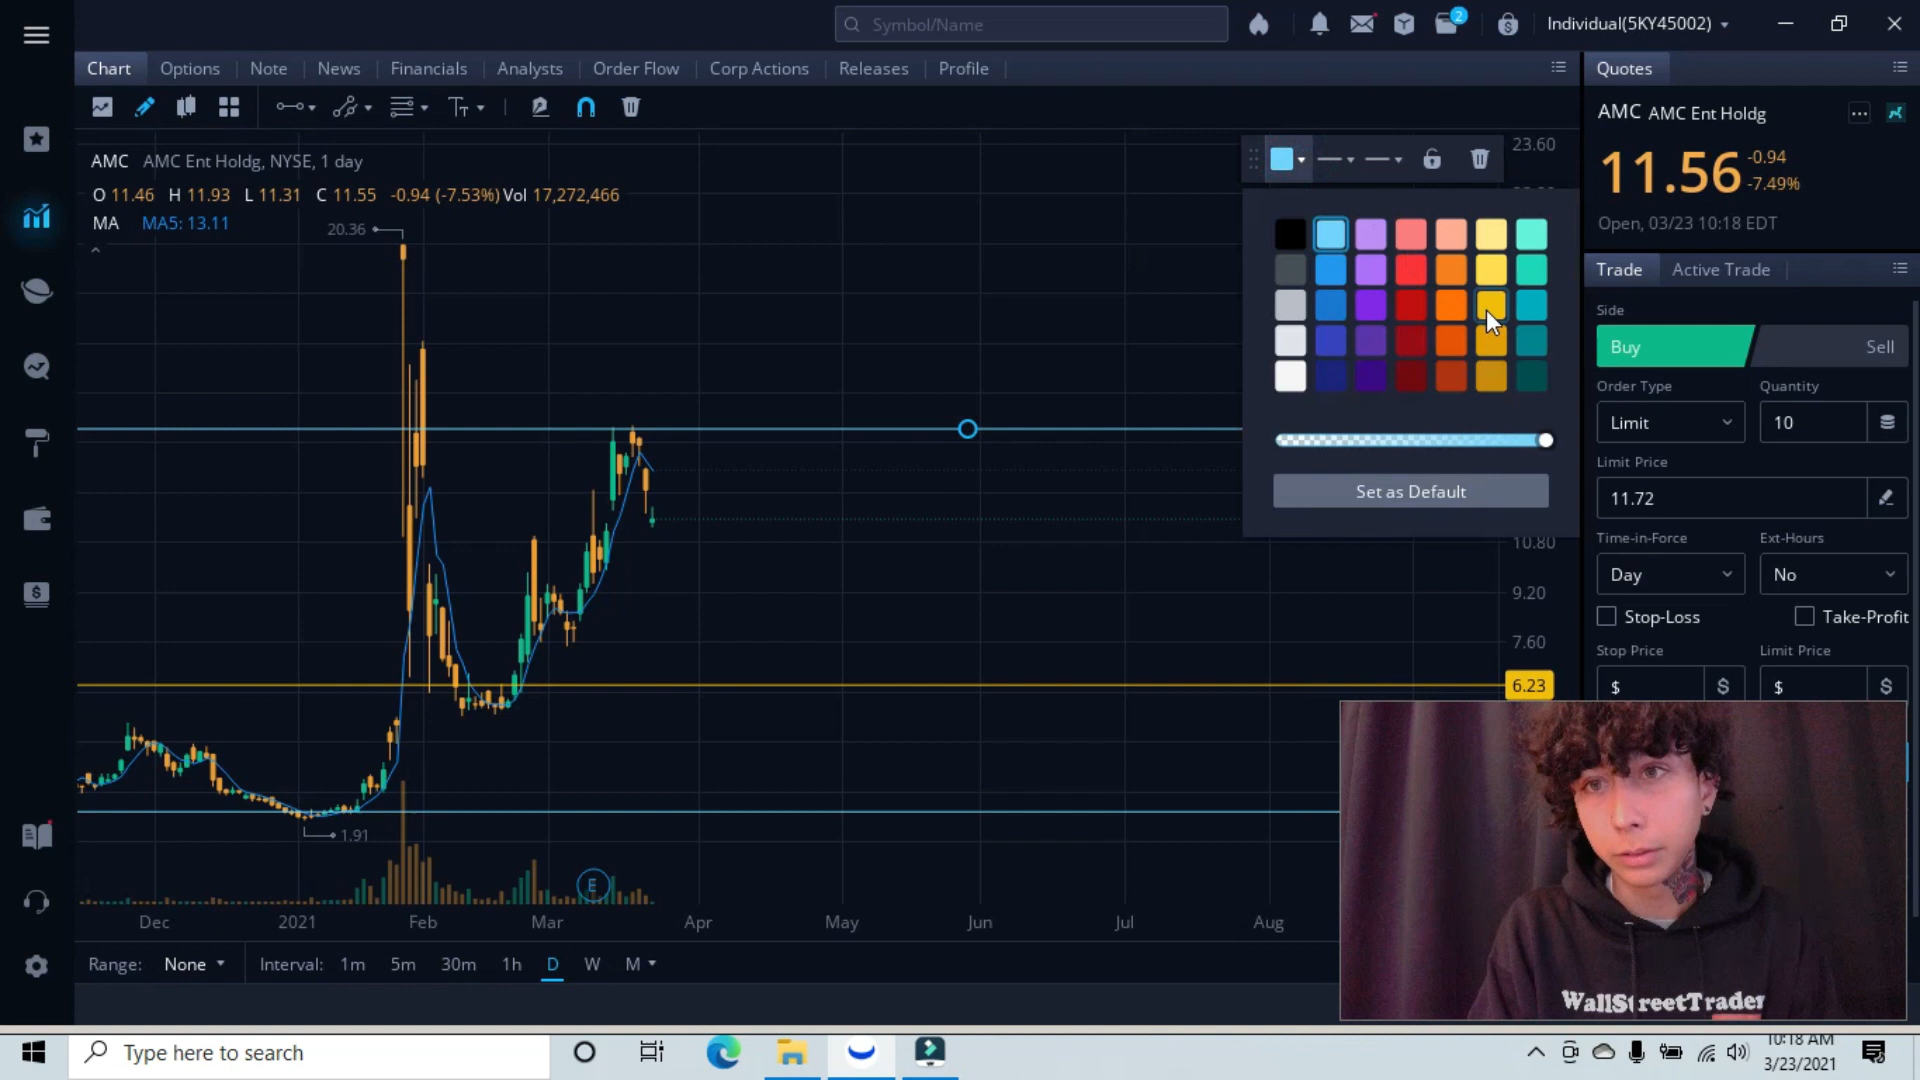 Symbol/Name
2
Individual(5KY45002)
Chart
Options
Note
News
Financials
Analysts
Order Flow
Corp Actions
Releases
Profile
Quotes
AMC AMC Ent Holdg
11.56
-0.94
-7.49%
Open, 03/23 10:18 EDT
AMC AMC Ent Holdg, NYSE, 1 day
O 11.46 H 11.93 L 11.31 C 11.55 -0.94 (-7.53%) Vol 17,272,466
MA MA5: 13.11
20.36
23.60
Trade
Active Trade
Side
Buy
Sell
Order Type
Quantity
Limit
10
Limit Price
11.72
Set as Default
Time-in-Force
Ext-Hours
Day
No
Stop-Loss
Take-Profit
Stop Price
Limit Price
$
$
$
$
10.80
9.20
7.60
6.23
1.91
E
Dec
2021
Feb
Mar
Apr
May
Jun
Jul
Aug
Range:
None
Interval:
1m
5m
30m
1h
D
W
M
WallStreetTrader
Type here to search
10:18 AM
3/23/2021